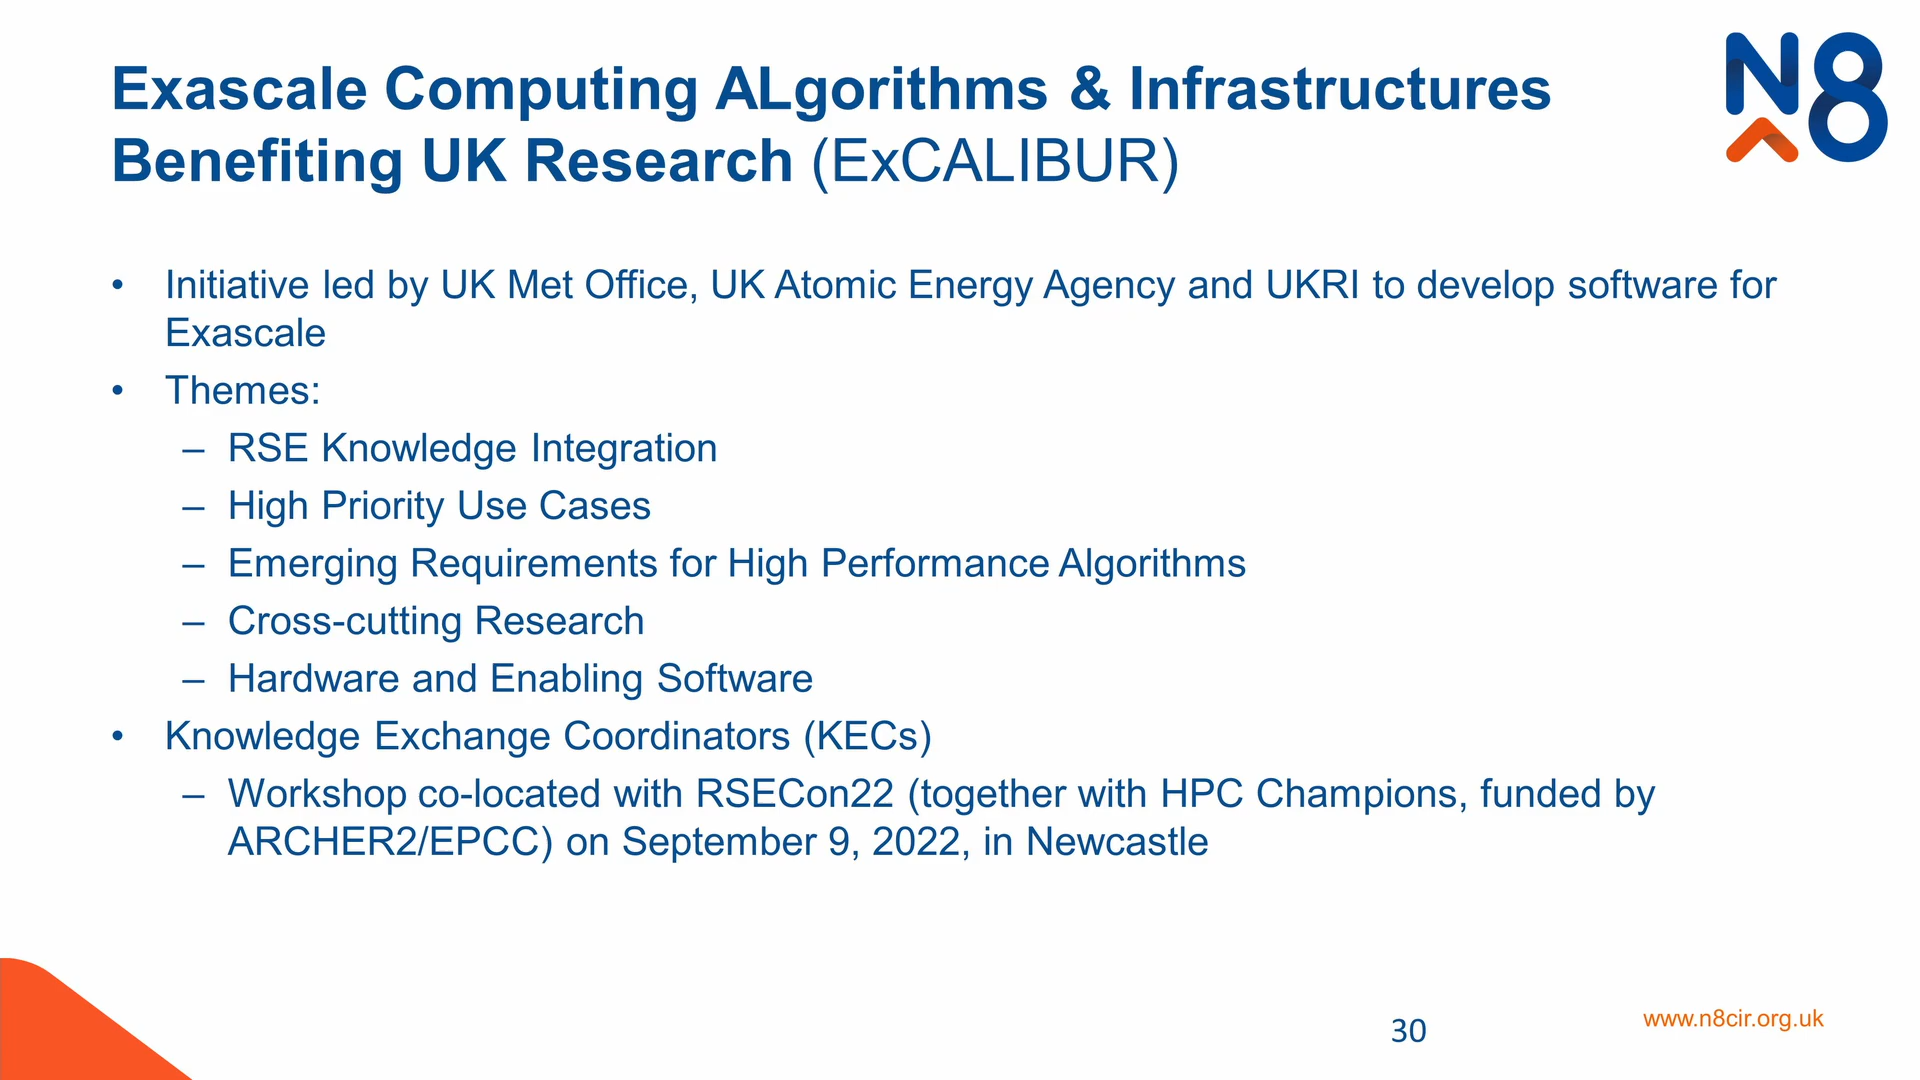 Exascale Computing ALgorithms & Infrastructures
Benefiting UK Research (ExCALIBUR)
N8
• Initiative led by UK Met Office, UK Atomic Energy Agency and UKRI to develop software for
Exascale
• Themes:
– RSE Knowledge Integration
– High Priority Use Cases
– Emerging Requirements for High Performance Algorithms
– Cross-cutting Research
– Hardware and Enabling Software
• Knowledge Exchange Coordinators (KECs)
– Workshop co-located with RSECon22 (together with HPC Champions, funded by
ARCHER2/EPCC) on September 9, 2022, in Newcastle
30
www.n8cir.org.uk